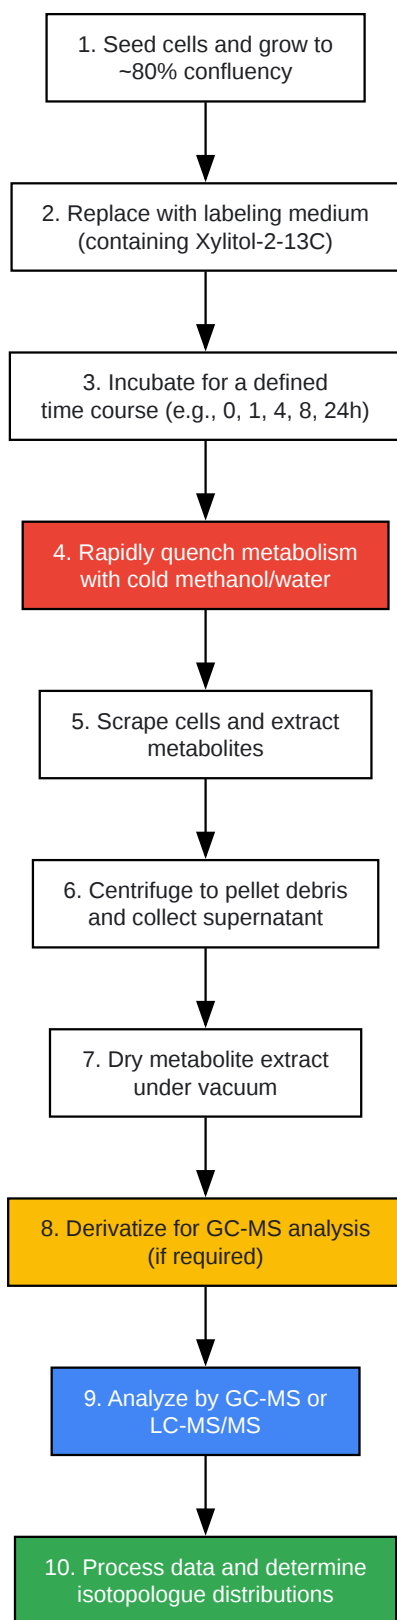 1. Seed cells and grow to
~80% confluency
2. Replace with labeling medium
(containing Xylitol-2-13C)
3. Incubate for a defined
time course (e.g., 0, 1, 4, 8, 24h)
4. Rapidly quench metabolism
with cold methanol/water
5. Scrape cells and extract
metabolites
6. Centrifuge to pellet debris
and collect supernatant
7. Dry metabolite extract
under vacuum
8. Derivatize for GC-MS analysis
(if required)
9. Analyze by GC-MS or
LC-MS/MS
10. Process data and determine
isotopologue distributions